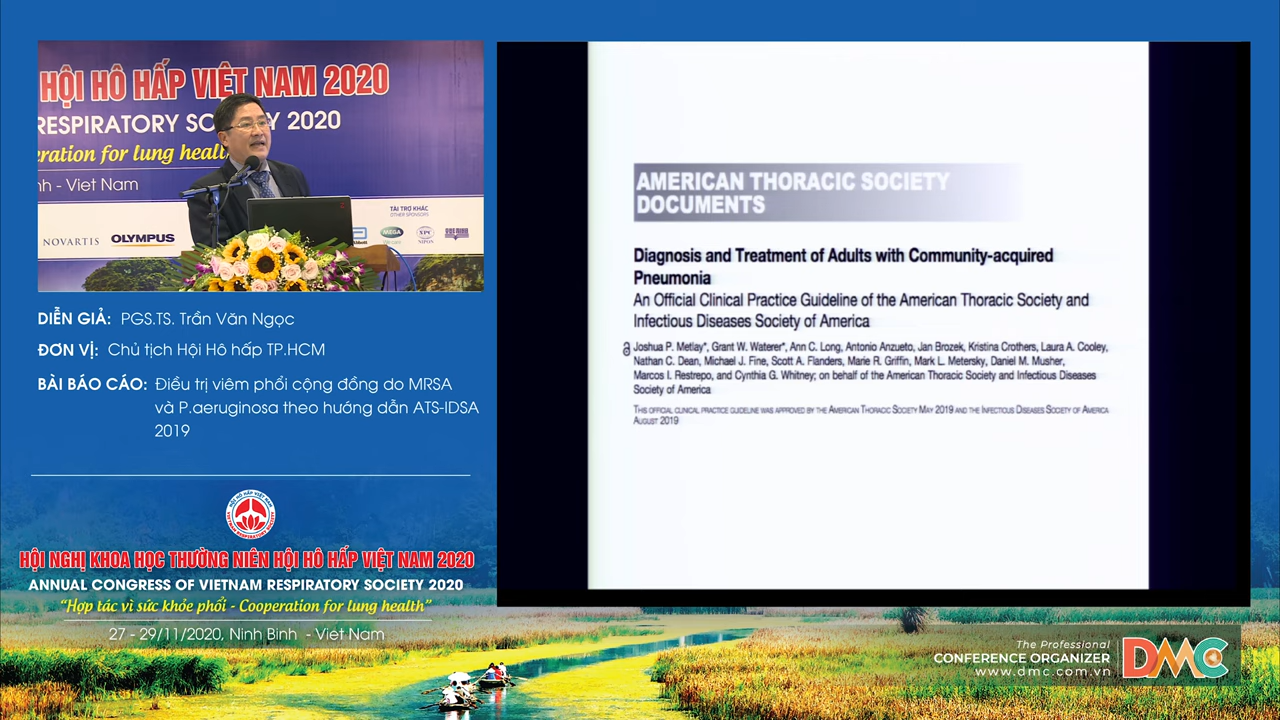 HỘI HÔ HẤP VIỆT NAM 2020
RESPIRATORY SOC Y 2020
eration for lung healt
nh - Viet Nam
TÀI TRỢ KHÁC
NOVARTIS
OLYMPUS
MEGA
DIỄN GIẢ: PGS.TS. Trần Văn Ngọc
ĐƠN VỊ: Chủ tịch Hội Hô hấp TP.HCM
BÀI BÁO CÁO: Điều trị viêm phổi cộng đồng do MRSA
và P.aeruginosa theo hướng dẫn ATS-IDSA
2019
HỘI NGHỊ KHOA HỌC THƯỜNG NIÊN HỘI HÔ HẤP VIỆT NAM 2020
ANNUAL CONGRESS OF VIETNAM RESPIRATORY SOCIETY 2020
“Hợp tác vì sức khỏe phổi - Cooperation for lung health”
27 - 29/11/2020, Ninh Binh - Viet Nam
AMERICAN THORACIC SOCIETY
DOCUMENTS
Diagnosis and Treatment of Adults with Community-acquired
Pneumonia
An Official Clinical Practice Guideline of the American Thoracic Society and
Infectious Diseases Society of America
Joshua P. Metlay*, Grant W. Waterer*, Ann C. Long, Antonio Anzueto, Jan Brozek, Kristina Crothers, Laura A. Cooley,
Nathan C. Dean, Michael J. Fine, Scott A. Flanders, Marie R. Griffin, Mark L. Metersky, Daniel M. Musher,
Marcos I. Restrepo, and Cynthia G. Whitney; on behalf of the American Thoracic Society and Infectious Diseases
Society of America
THIS OFFICIAL CLINICAL PRACTICE GUIDELINE WAS APPROVED BY THE AMERICAN THORACIC SOCIETY MAY 2019 AND THE INFECTIOUS DISEASES SOCIETY OF AMERICA
AUGUST 2019
The Professional
CONFERENCE ORGANIZER
www.dmc.com.vn
DMC